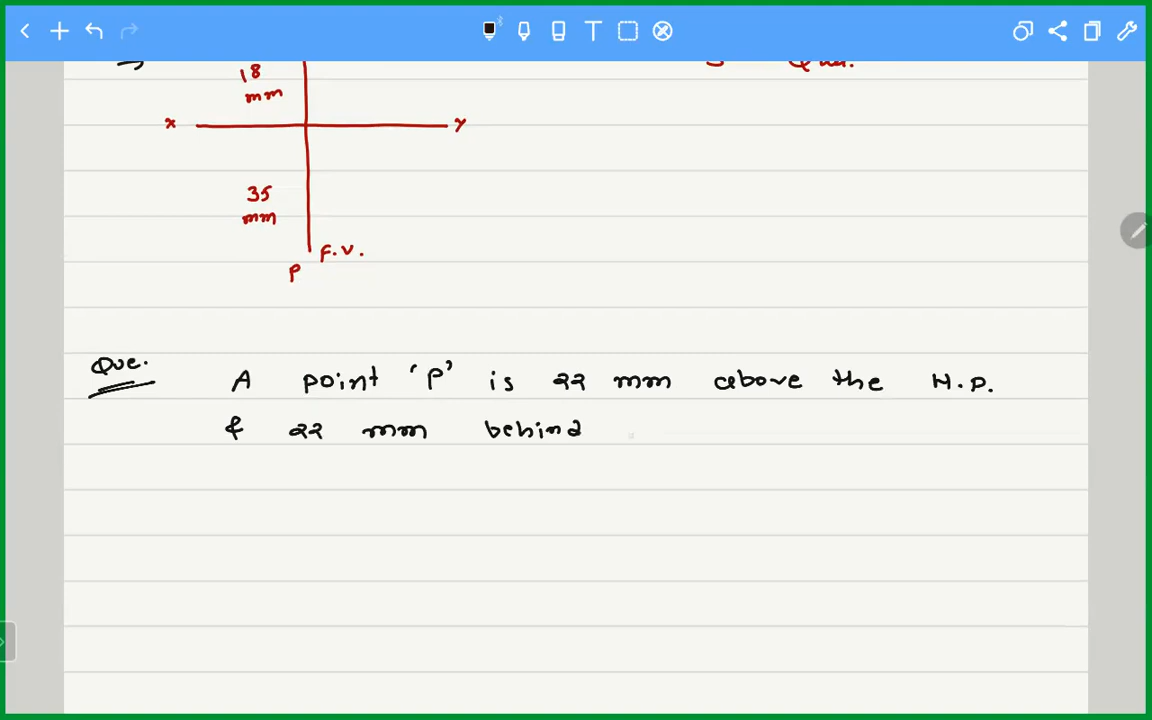 18
mm
x y
35
mm
F.V.
P
Que. A point 'P' is 22 mm above the H.P.
& 22 mm behind